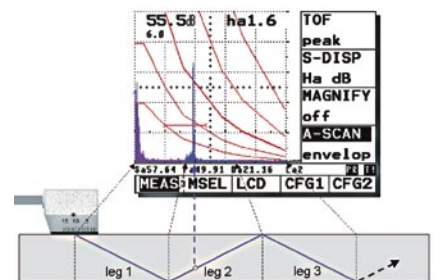 55.5dB ha1.6
6.0
TOF
peak
S-DISP
Ha dB
MAGNIFY
off
A-SCAN
envelop
MEAS MSEL LCD CFG1 CFG2
leg 1 leg 2 leg 3